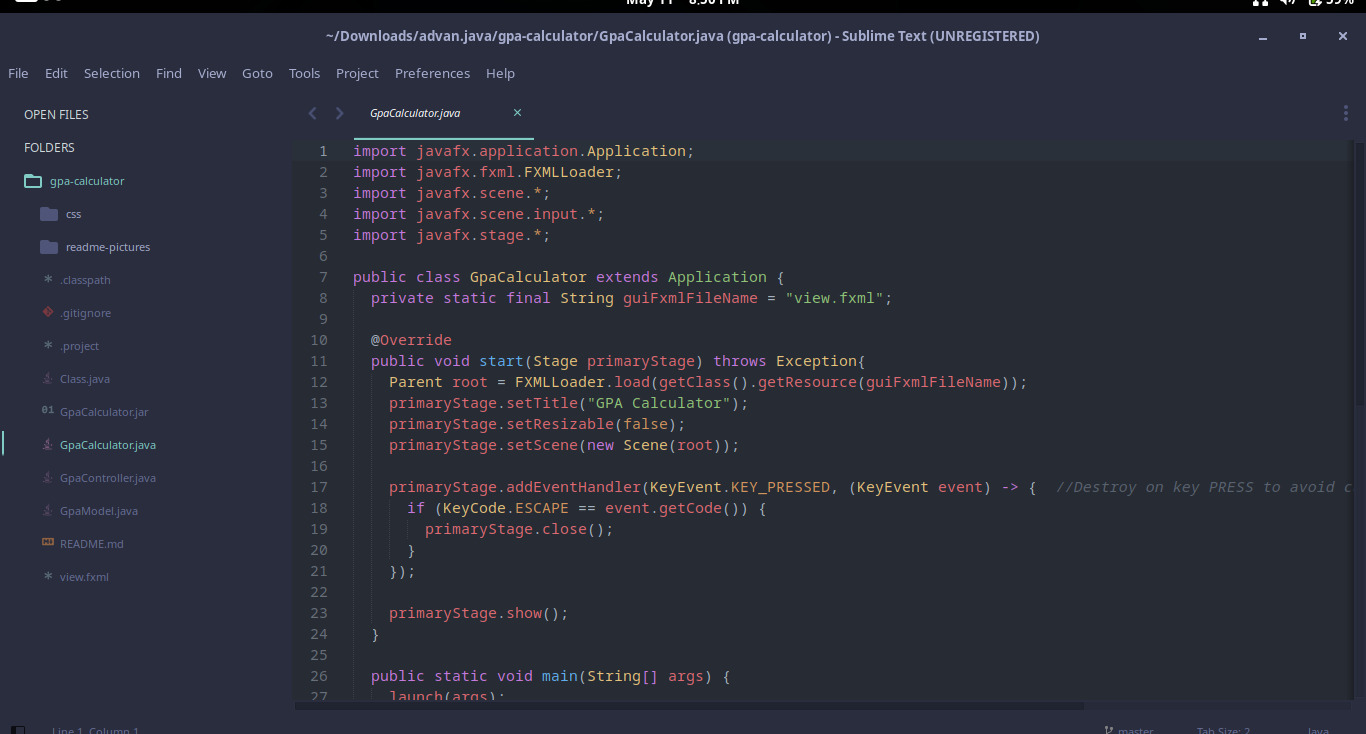 May 11 8:50 PM
~/Downloads/advan.java/gpa-calculator/GpaCalculator.java (gpa-calculator) - Sublime Text (UNREGISTERED)
File Edit Selection Find View Goto Tools Project Preferences Help
OPEN FILES
FOLDERS
gpa-calculator
css
readme-pictures
.classpath
.gitignore
.project
Class.java
01 GpaCalculator.jar
GpaCalculator.java
GpaController.java
GpaModel.java
README.md
view.fxml
GpaCalculator.java
1 import javafx.application.Application;
2 import javafx.fxml.FXMLLoader;
3 import javafx.scene.*;
4 import javafx.scene.input.*;
5 import javafx.stage.*;
6
7 public class GpaCalculator extends Application {
8 private static final String guiFxmlFileName = "view.fxml";
9
10 @Override
11 public void start(Stage primaryStage) throws Exception{
12 Parent root = FXMLLoader.load(getClass().getResource(guiFxmlFileName));
13 primaryStage.setTitle("GPA Calculator");
14 primaryStage.setResizable(false);
15 primaryStage.setScene(new Scene(root));
16
17 primaryStage.addEventHandler(KeyEvent.KEY_PRESSED, (KeyEvent event) -> { //Destroy on key PRESS to avoid c
18 if (KeyCode.ESCAPE == event.getCode()) {
19 primaryStage.close();
20 }
21 });
22
23 primaryStage.show();
24 }
25
26 public static void main(String[] args) {
27 launch(args);
Line 1, Column 1 master Tab Size: 2 Java